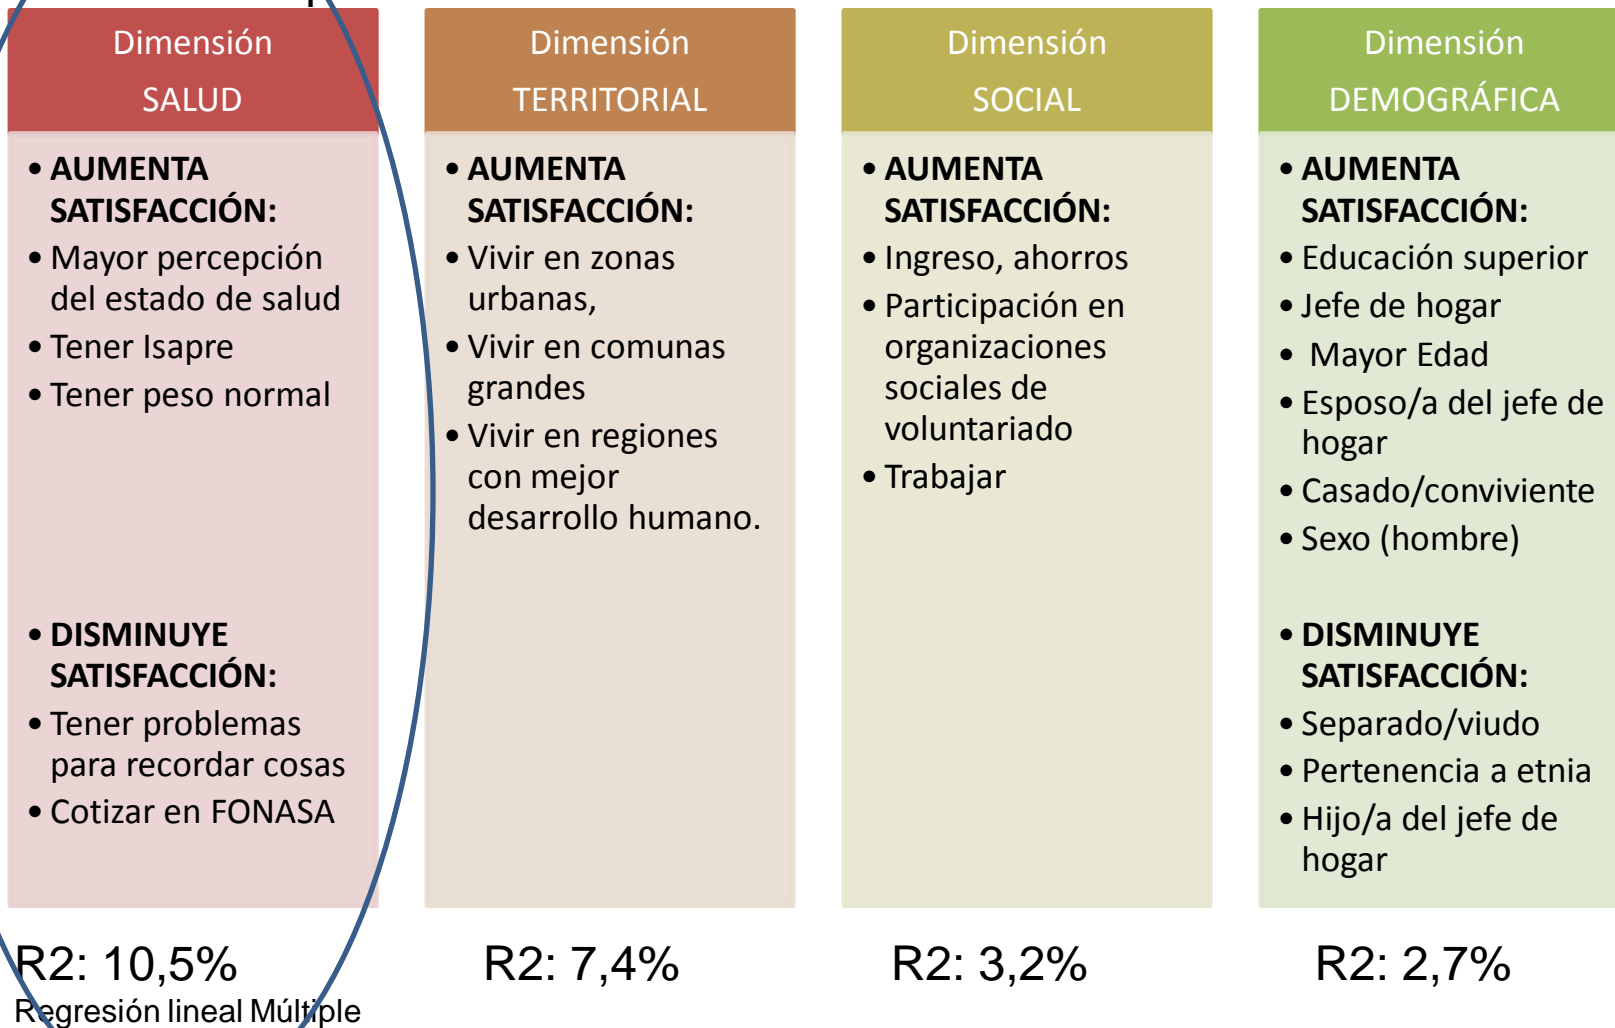 Dimensión
SALUD
• AUMENTA
SATISFACCIÓN:
• Mayor percepción
del estado de salud
• Tener Isapre
• Tener peso normal
• DISMINUYE
SATISFACCIÓN:
• Tener problemas
para recordar cosas
• Cotizar en FONASA
R2: 10,5%
Regresión lineal Múltiple
Dimensión
TERRITORIAL
• AUMENTA
SATISFACCIÓN:
• Vivir en zonas
urbanas,
• Vivir en comunas
grandes
• Vivir en regiones
con mejor
desarrollo humano.
R2: 7,4%
Dimensión
SOCIAL
• AUMENTA
SATISFACCIÓN:
• Ingreso, ahorros
• Participación en
organizaciones
sociales de
voluntariado
• Trabajar
R2: 3,2%
Dimensión
DEMOGRÁFICA
• AUMENTA
SATISFACCIÓN:
• Educación superior
• Jefe de hogar
• Mayor Edad
• Esposo/a del jefe de
hogar
• Casado/conviviente
• Sexo (hombre)
• DISMINUYE
SATISFACCIÓN:
• Separado/viudo
• Pertenencia a etnia
• Hijo/a del jefe de
hogar
R2: 2,7%